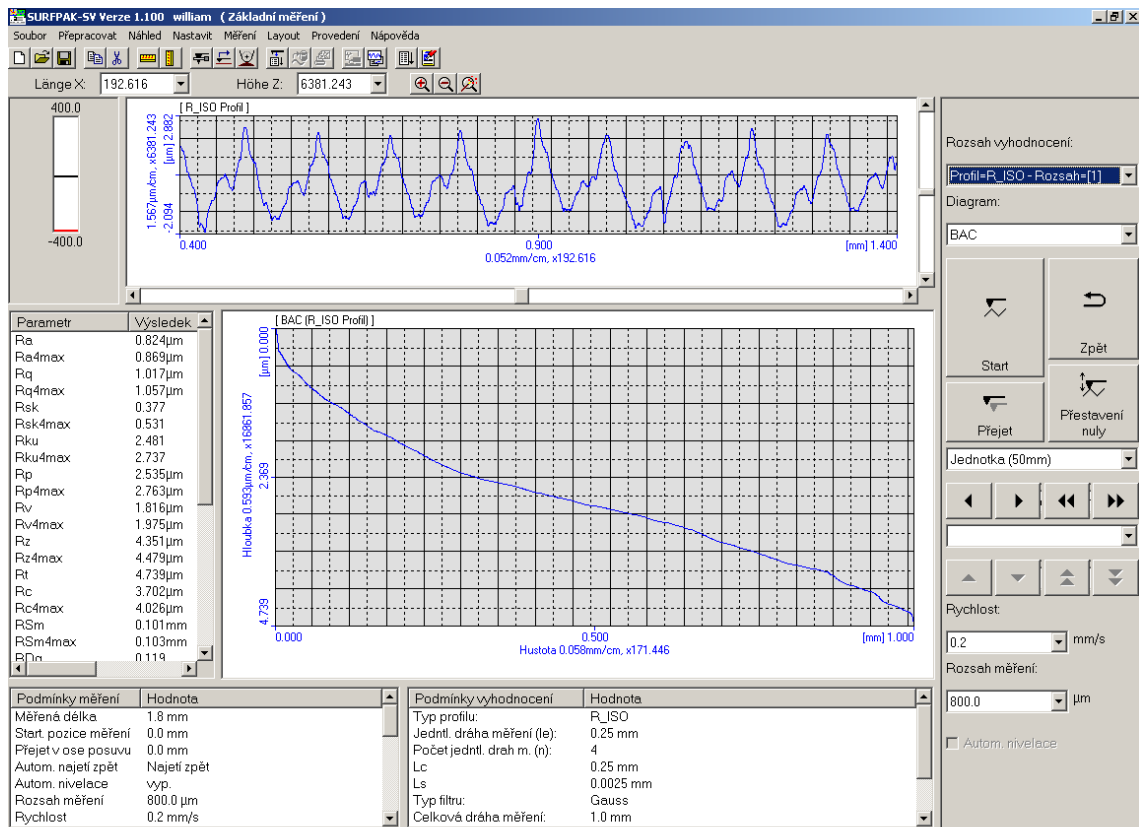 SURFPAK-SV Verze 1.100 william ( Základní měření )
Soubor Přepracovat Náhled Nastavit Měření Layout Provedení Nápověda
Länge X: 192.616 Höhe Z: 6381.243
400.0
-400.0
[ R_ISO Profil ]
1.567µm/cm, x6381.243
-2.094 [µm] 2.882
0.400 0.900 [mm] 1.400
0.052mm/cm, x192.616
Rozsah vyhodnocení:
Profil=R_ISO - Rozsah=[1]
Diagram:
BAC
Start
Zpět
Přejet
Přestavení nuly
Jednotka (50mm)
Rychlost:
0.2 mm/s
Rozsah měření:
800.0 µm
Autom. nivelace
Parametr Výsledek
Ra 0.824µm
Ra4max 0.869µm
Rq 1.017µm
Rq4max 1.057µm
Rsk 0.377
Rsk4max 0.531
Rku 2.481
Rku4max 2.737
Rp 2.535µm
Rp4max 2.763µm
Rv 1.816µm
Rv4max 1.975µm
Rz 4.351µm
Rz4max 4.479µm
Rt 4.739µm
Rc 3.702µm
Rc4max 4.026µm
RSm 0.101mm
RSm4max 0.103mm
RDq 0.119
[ BAC (R_ISO Profil) ]
Hloubka 0.593µm/cm, x16861.857
4.739 2.369 [µm] 0.000
0.000 0.500 [mm] 1.000
Hustota 0.058mm/cm, x171.446
Podmínky měření Hodnota
Měřená délka 1.8 mm
Start. pozice měření 0.0 mm
Přejet v ose posuvu 0.0 mm
Autom. najetí zpět Najetí zpět
Autom. nivelace vyp.
Rozsah měření 800.0 µm
Rychlost 0.2 mm/s
Podmínky vyhodnocení Hodnota
Typ profilu: R_ISO
Jedntl. dráha měření (le): 0.25 mm
Počet jedntl. drah m. (n): 4
Lc 0.25 mm
Ls 0.0025 mm
Typ filtru: Gauss
Celková dráha měření: 1.0 mm